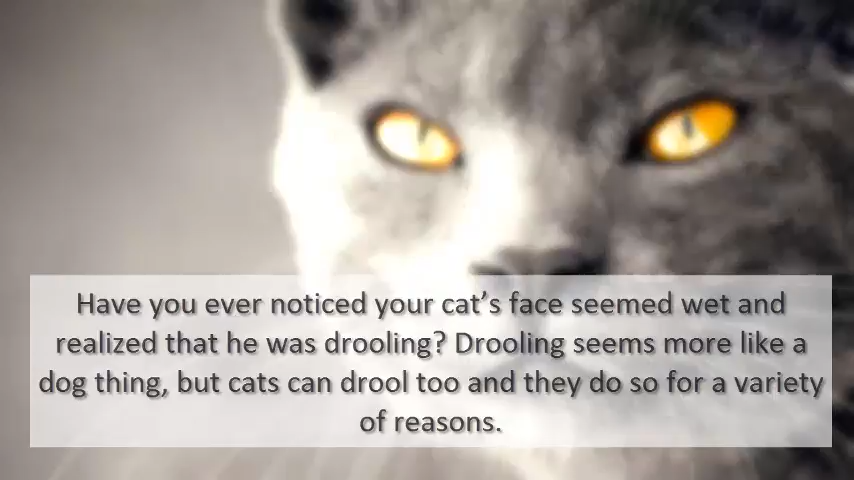 Have you ever noticed your cat’s face seemed wet and
realized that he was drooling? Drooling seems more like a
dog thing, but cats can drool too and they do so for a variety
of reasons.